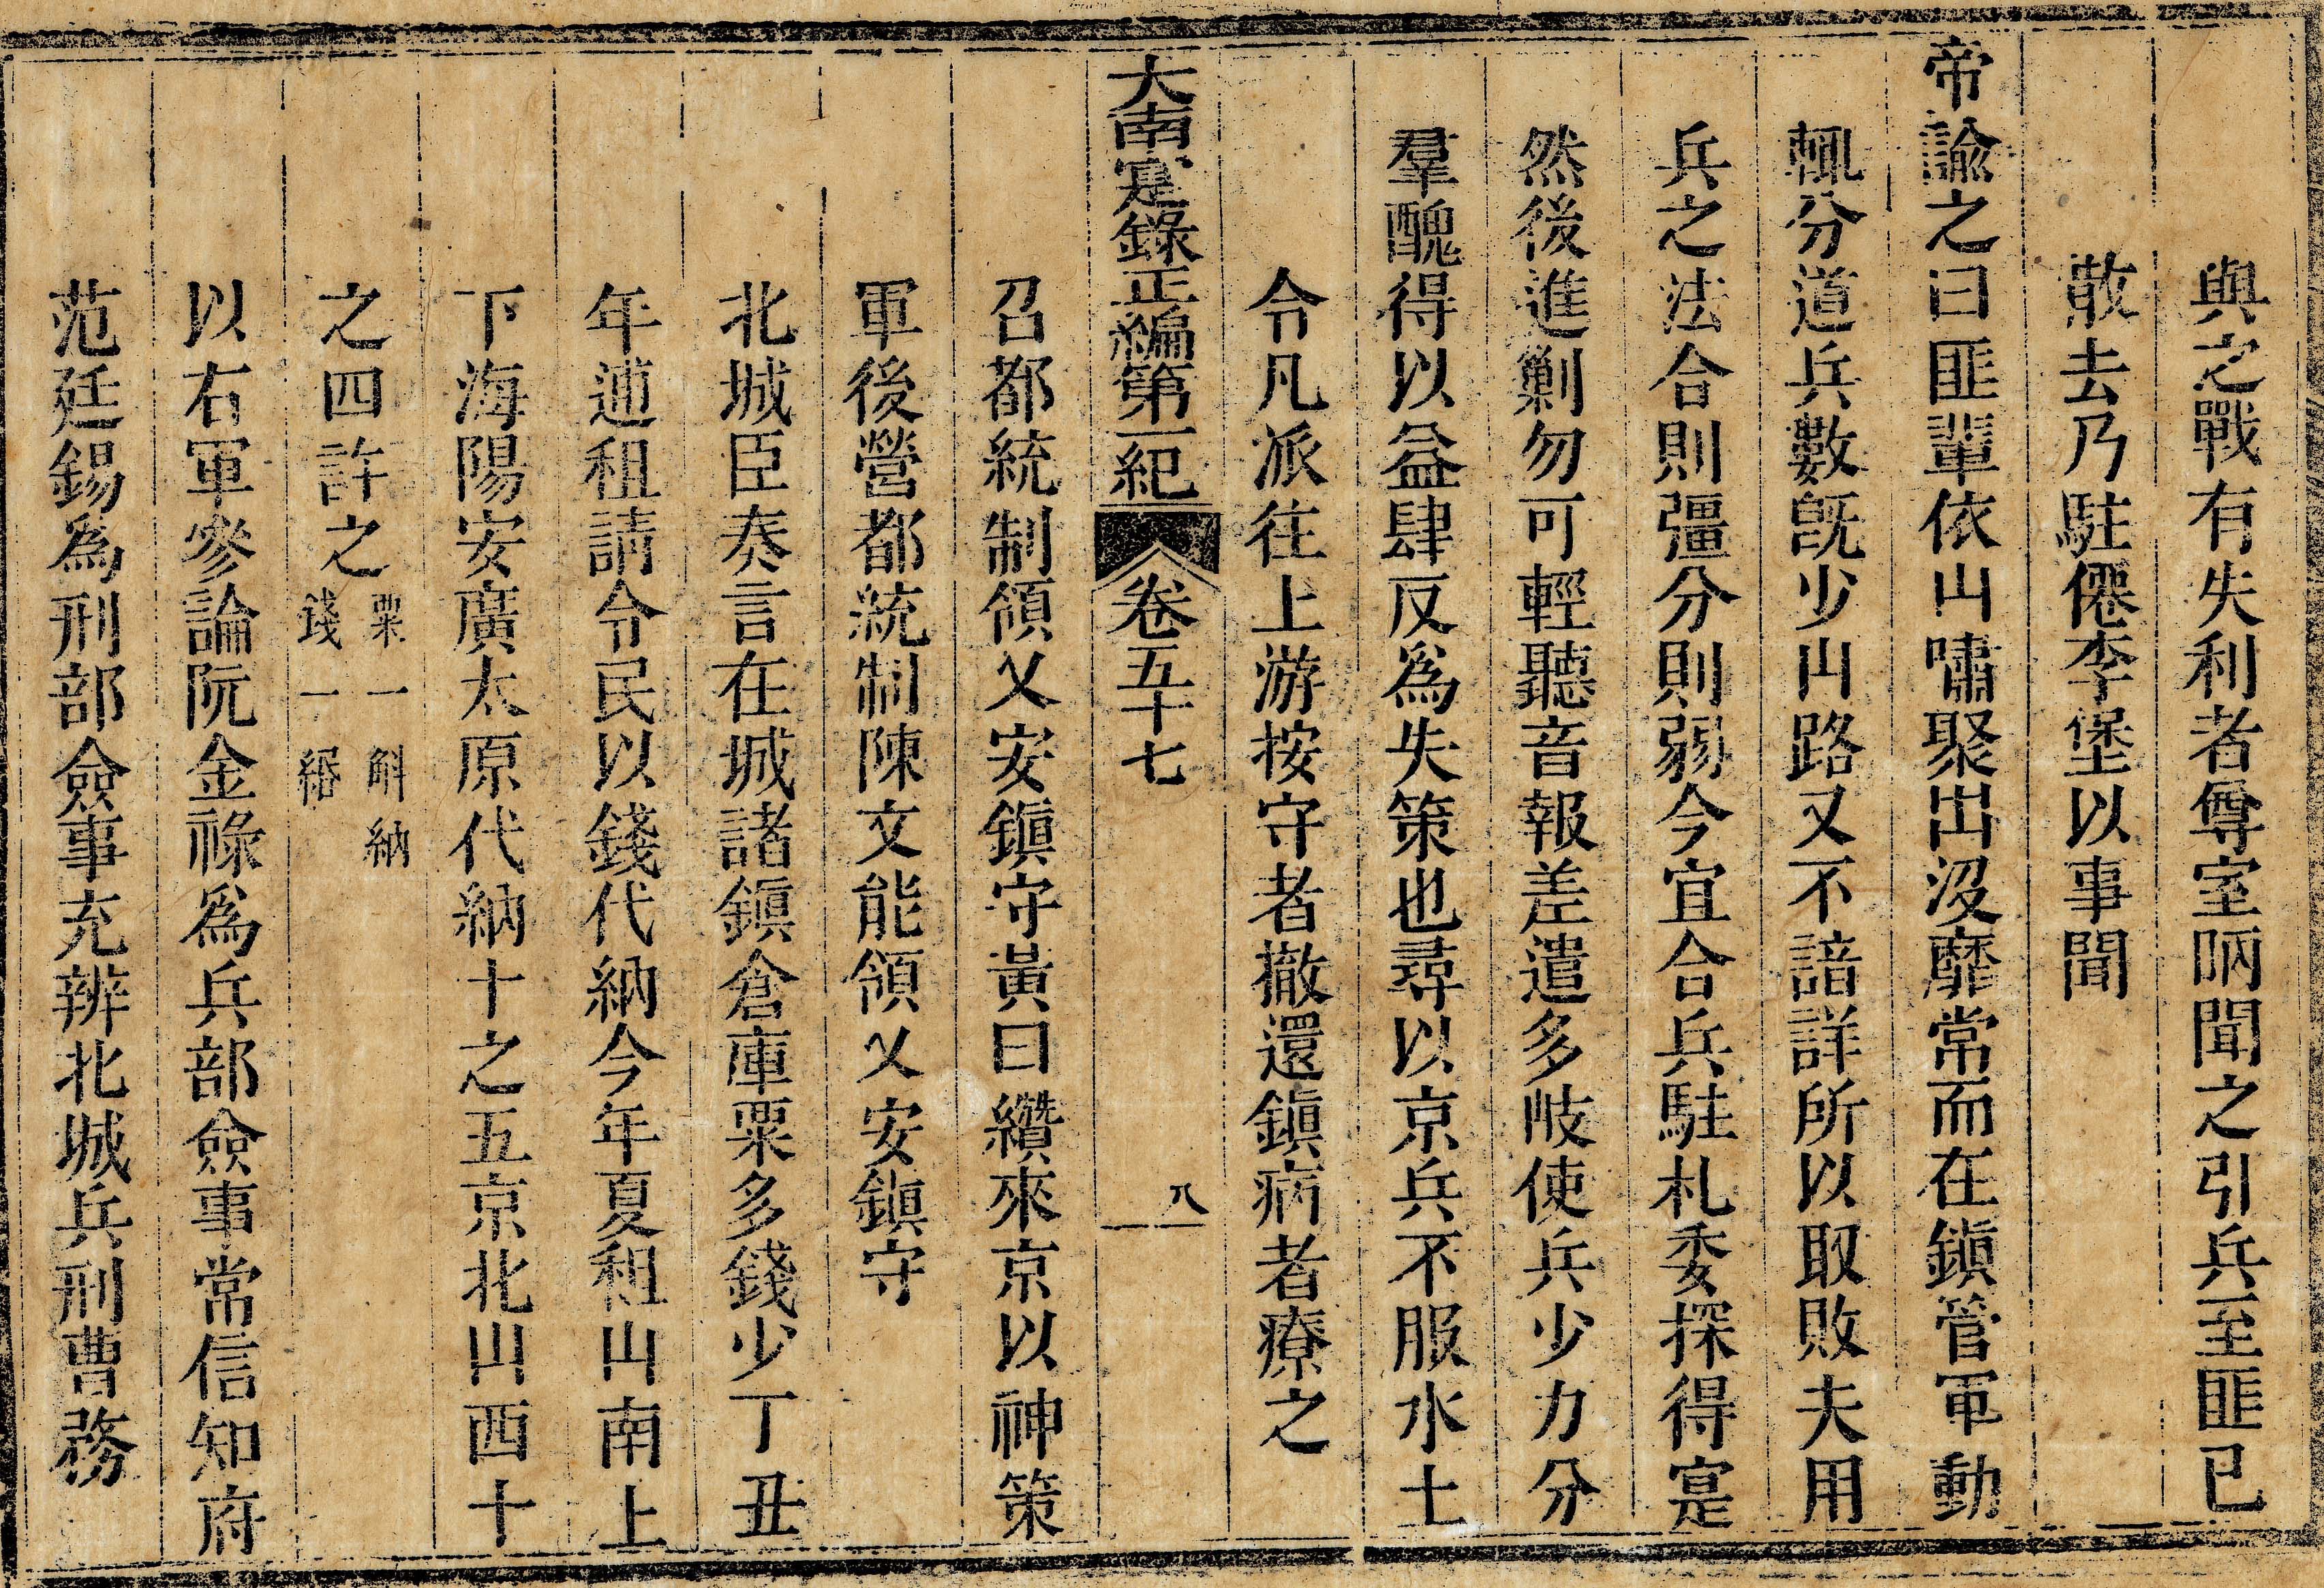 與之戰有失利者尊室昞聞之引兵至匪已
散去乃駐僊李堡以事聞
帝諭之曰匪輩依山嘯聚出沒靡常而在鎭管軍動
輒分道兵數旣少山路又不諳詳所以取敗夫用
兵之法合則彊分則弱今宜合兵駐札委探得寔
然後進剿勿可輕聽音報差遣多岐使兵少力分
羣醜得以益肆反爲失策也尋以京兵不服水土
令凡派往上游按守者撤還鎭病者療之
大南寔錄正編第一紀 卷五十七 八
召都統制領乂安鎭守黃曰纘來京以神策
軍後營都統制陳文能領乂安鎭守
北城臣奏言在城諸鎭倉庫粟多錢少丁丑
年逋租請令民以錢代納今年夏租山南上
下海陽安廣太原代納十之五京北山西十
之四許之粟一斛納錢一緡
以右軍參論阮金祿爲兵部僉事常信知府
范廷錫爲刑部僉事充辨北城兵刑曹務